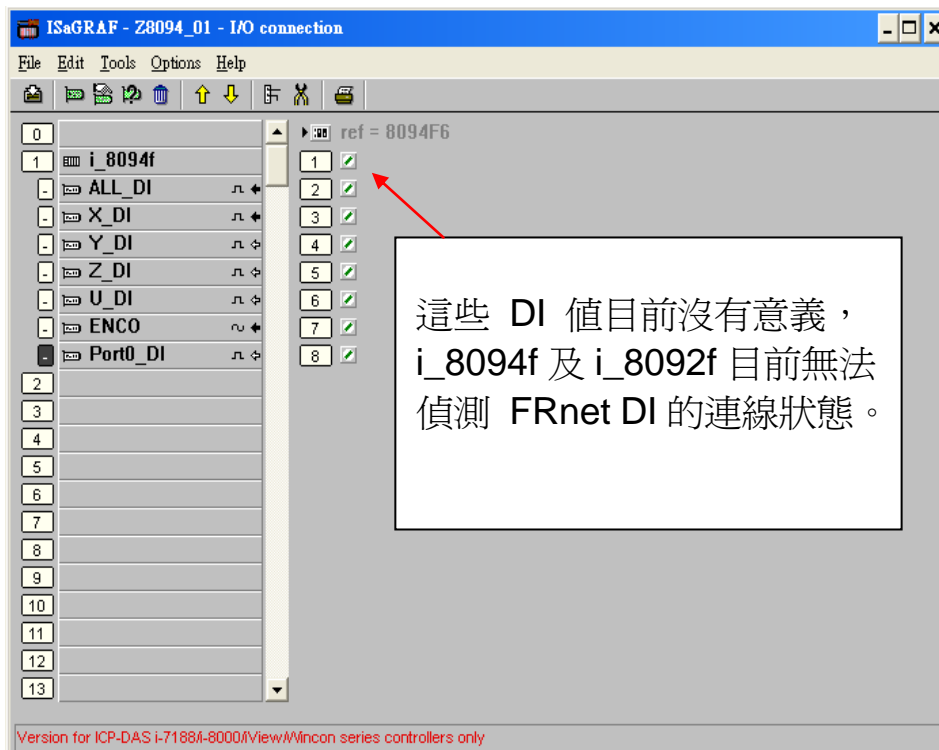 ISaGRAF - Z8094_01 - I/O connection
File Edit Tools Options Help
0
1 i_8094f
- ALL_DI
- X_DI
- Y_DI
- Z_DI
- U_DI
- ENCO
- Port0_DI
2
3
4
5
6
7
8
9
10
11
12
13
ref = 8094F6
1
2
3
4
5
6
7
8
這些 DI 值目前沒有意義，
i_8094f 及 i_8092f 目前無法
偵測 FRnet DI 的連線狀態。
Version for ICP-DAS i-7188/i-8000/iView/Wincon series controllers only